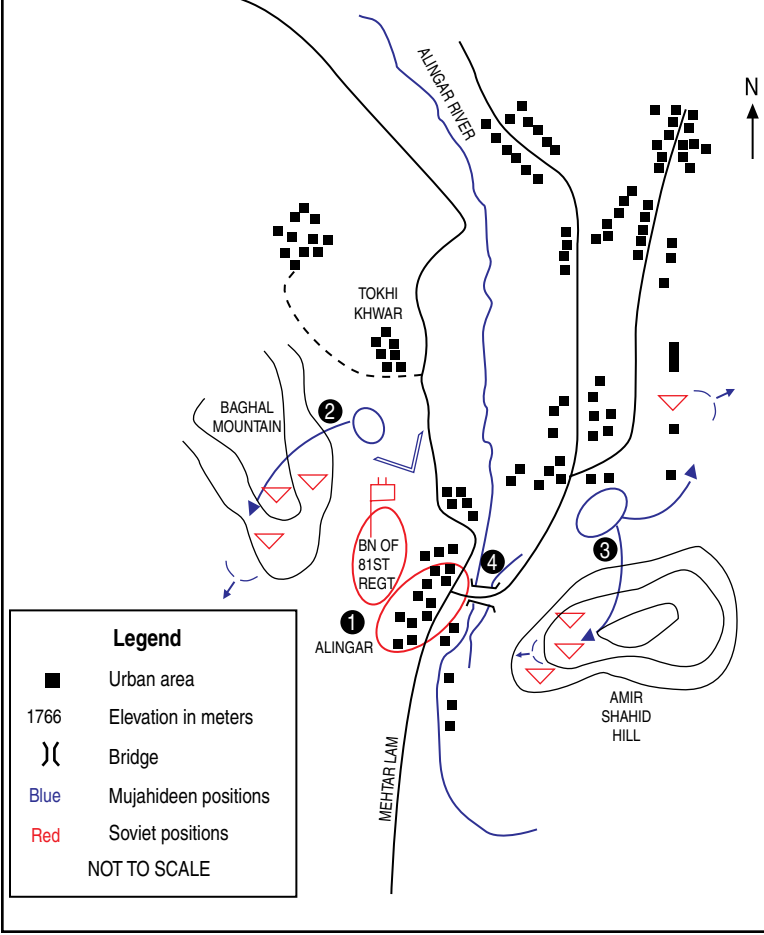 ALINGAR RIVER
N
TOKHI
KHWAR
BAGHAL
MOUNTAIN
2
BN OF
81ST
REGT
4
3
1
ALINGAR
AMIR
SHAHID
HILL
MEHTAR LAM
Legend
Urban area
1766 Elevation in meters
Bridge
Blue Mujahideen positions
Red Soviet positions
NOT TO SCALE